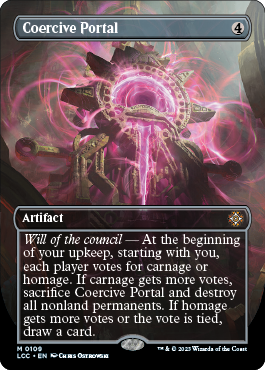 Coercive Portal 4
Artifact
Will of the council — At the beginning
of your upkeep, starting with you,
each player votes for carnage or
homage. If carnage gets more votes,
sacrifice Coercive Portal and destroy
all nonland permanents. If homage
gets more votes or the vote is tied,
draw a card.
M 0109
LCC • EN Chris Ostrowski
™ & © 2023 Wizards of the Coast